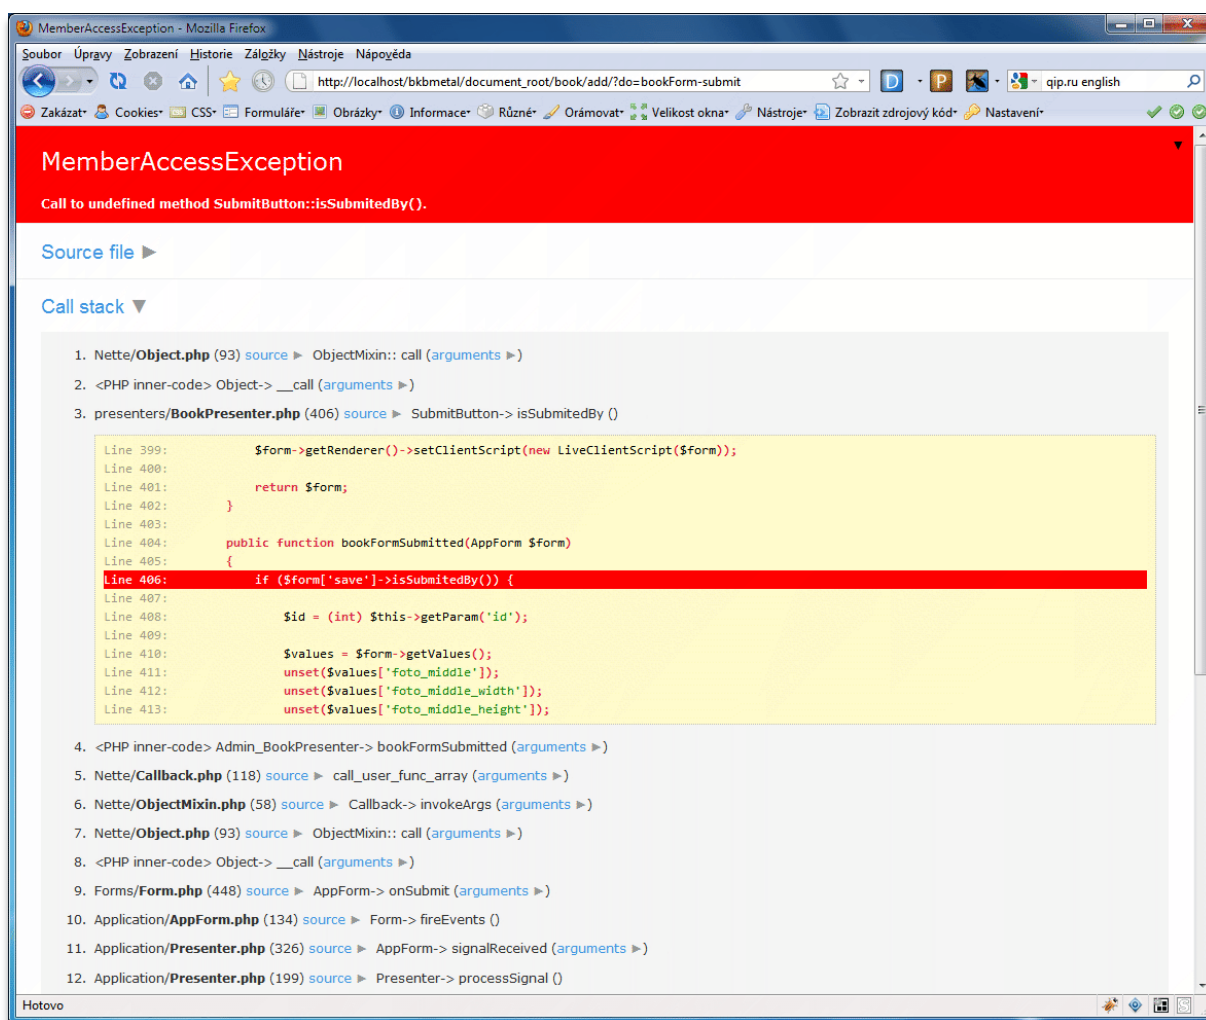 MemberAccessException - Mozilla Firefox
Soubor Úpravy Zobrazení Historie Záložky Nástroje Nápověda
http://localhost/bkbmetal/document_root/book/add/?do=bookForm-submit D P qip.ru english
Zakázat Cookies CSS Formuláře Obrázky Informace Různé Orámovat Velikost okna Nástroje Zobrazit zdrojový kód Nastavení
MemberAccessException
Call to undefined method SubmitButton::isSubmitedBy().
Source file ►
Call stack ▼
1. Nette/Object.php (93) source ► ObjectMixin:: call (arguments ►)
2. <PHP inner-code> Object-> __call (arguments ►)
3. presenters/BookPresenter.php (406) source ► SubmitButton-> isSubmitedBy ()
Line 399: $form->getRenderer()->setClientScript(new LiveClientScript($form));
Line 400:
Line 401: return $form;
Line 402: }
Line 403:
Line 404: public function bookFormSubmitted(AppForm $form)
Line 405: {
Line 406: if ($form['save']->isSubmitedBy()) {
Line 407:
Line 408: $id = (int) $this->getParam('id');
Line 409:
Line 410: $values = $form->getValues();
Line 411: unset($values['foto_middle']);
Line 412: unset($values['foto_middle_width']);
Line 413: unset($values['foto_middle_height']);
4. <PHP inner-code> Admin_BookPresenter-> bookFormSubmitted (arguments ►)
5. Nette/Callback.php (118) source ► call_user_func_array (arguments ►)
6. Nette/ObjectMixin.php (58) source ► Callback-> invokeArgs (arguments ►)
7. Nette/Object.php (93) source ► ObjectMixin:: call (arguments ►)
8. <PHP inner-code> Object-> __call (arguments ►)
9. Forms/Form.php (448) source ► AppForm-> onSubmit (arguments ►)
10. Application/AppForm.php (134) source ► Form-> fireEvents ()
11. Application/Presenter.php (326) source ► AppForm-> signalReceived (arguments ►)
12. Application/Presenter.php (199) source ► Presenter-> processSignal ()
Hotovo